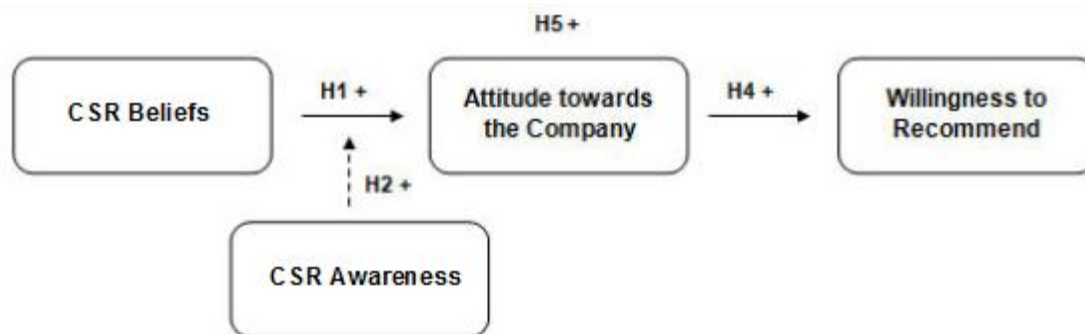 H5 +
CSR Beliefs
H1 +
Attitude towards
the Company
H4 +
Willingness to
Recommend
H2 +
CSR Awareness